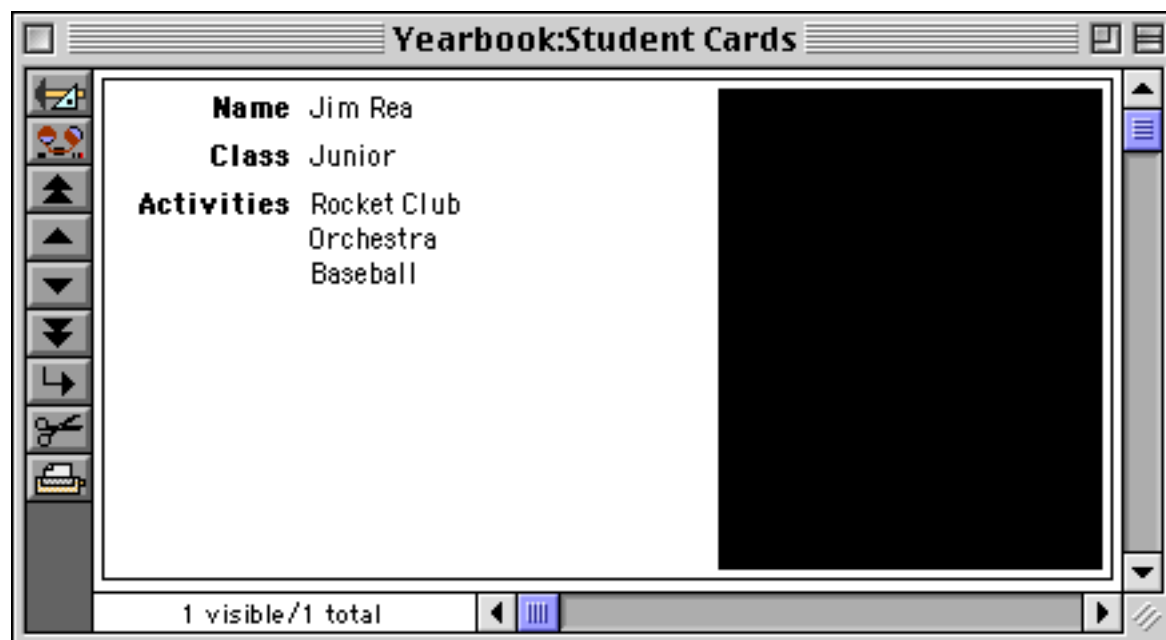 Yearbook:Student Cards
Name Jim Rea
Class Junior
Activities Rocket Club
Orchestra
Baseball
1 visible/1 total